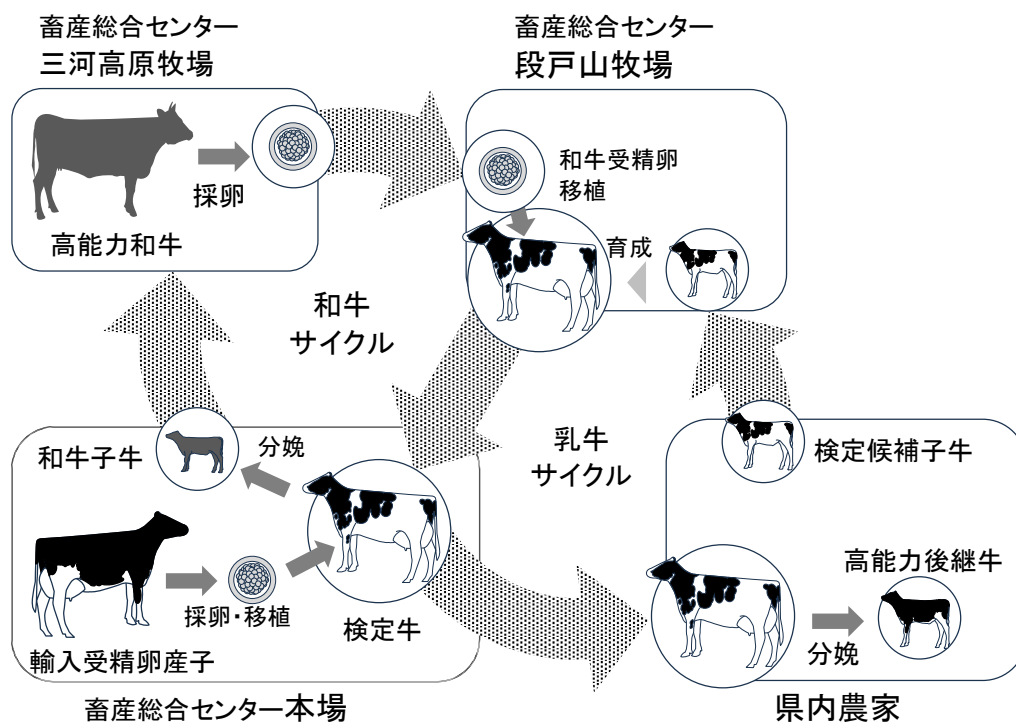 畜産総合センター
三河高原牧場
採卵
高能力和牛
畜産総合センター
段戸山牧場
和牛受精卵
移植
育成
和牛
サイクル
乳牛
サイクル
和牛子牛
分娩
採卵・移植
検定牛
輸入受精卵産子
畜産総合センター本場
検定候補子牛
高能力後継牛
分娩
県内農家